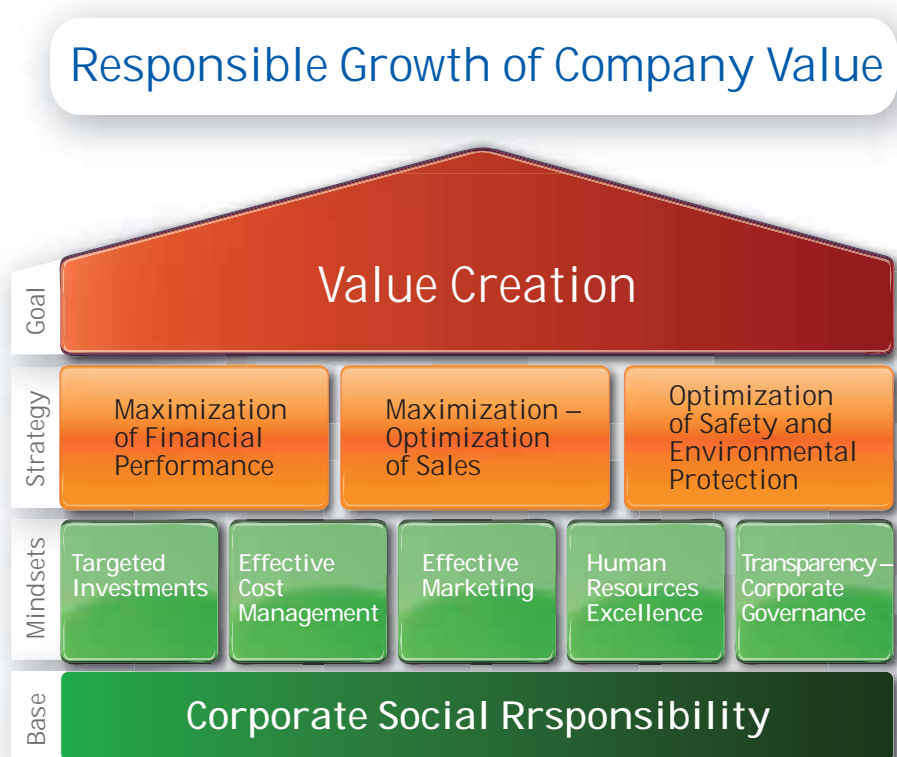 Responsible Growth of Company Value
Goal
Value Creation
Strategy
Maximization
of Financial
Performance
Maximization –
Optimization
of Sales
Optimization
of Safety and
Environmental
Protection
Mindsets
Targeted
Investments
Effective
Cost
Management
Effective
Marketing
Human
Resources
Excellence
Transparency –
Corporate
Governance
Base
Corporate Social Rrsponsibility